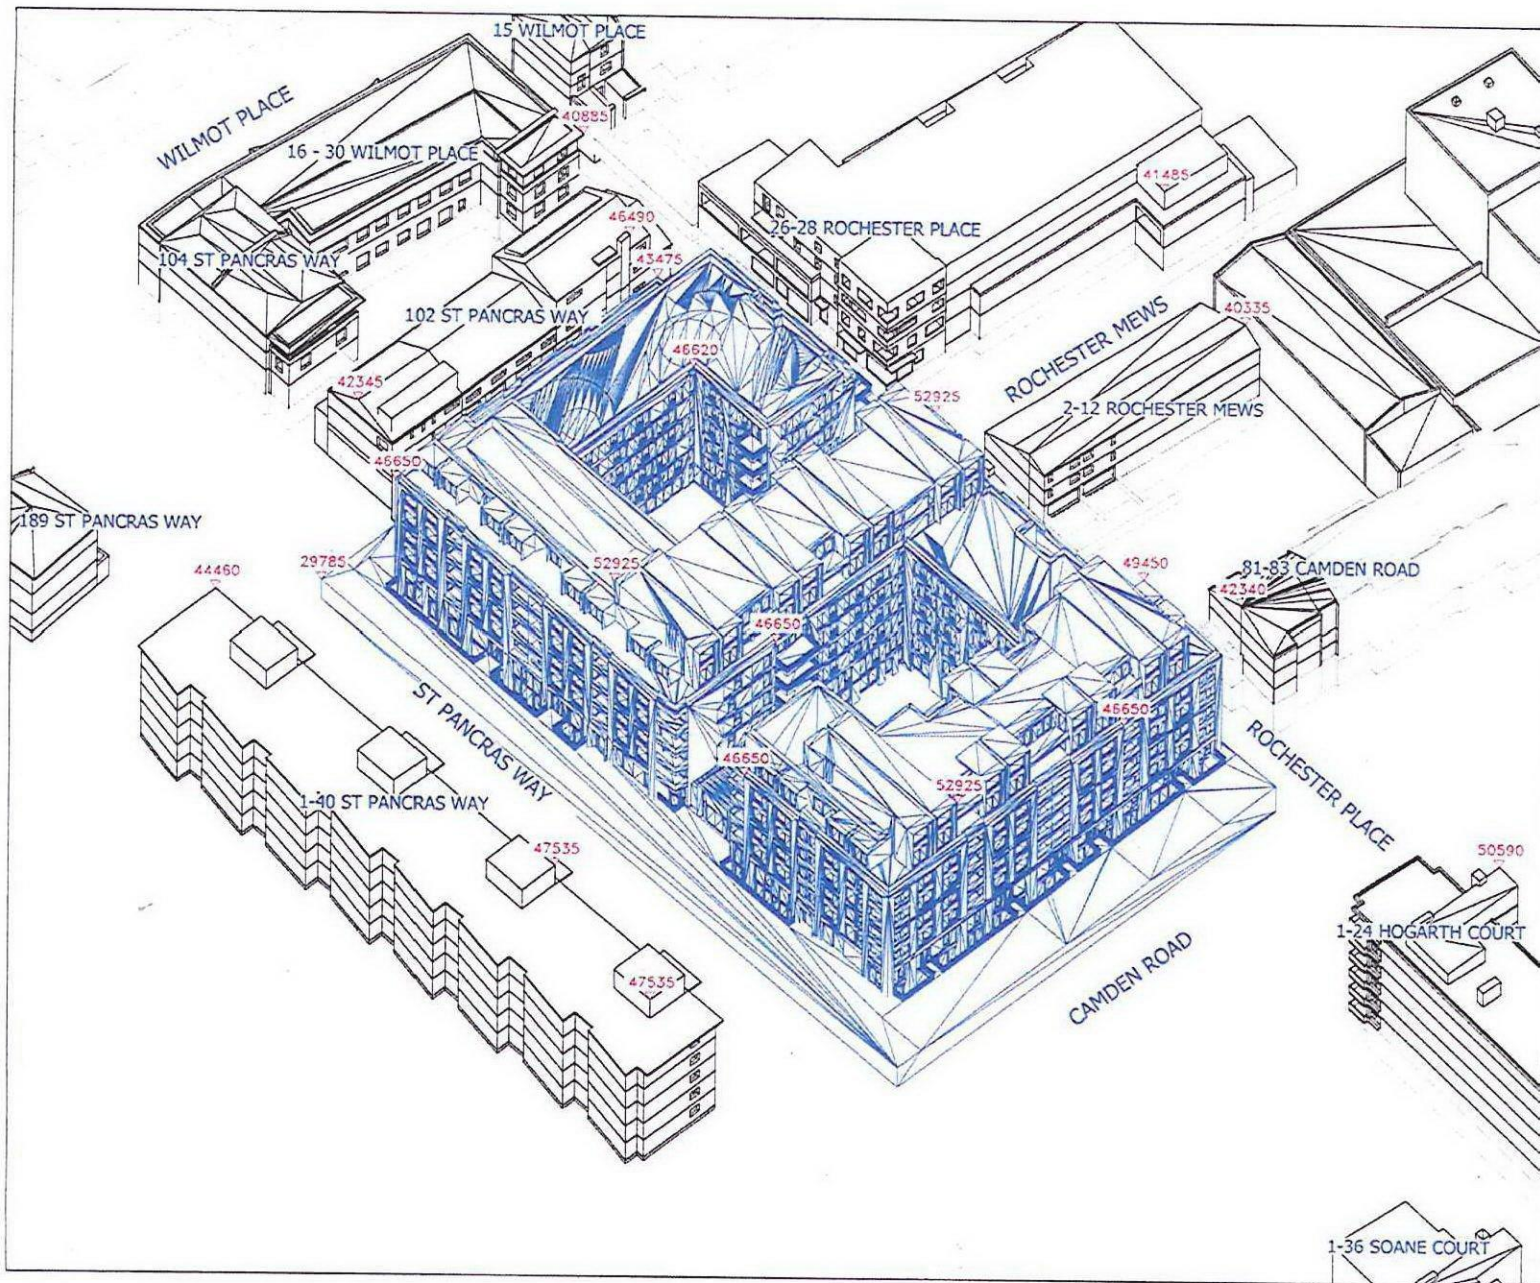 15 WILMOT PLACE
WILMOT PLACE
40885
16 - 30 WILMOT PLACE
41485
46490
26-28 ROCHESTER PLACE
104 ST PANCRAS WAY
43475
102 ST PANCRAS WAY
40335
ROCHESTER MEWS
46620
42345
52925
2-12 ROCHESTER MEWS
46650
189 ST PANCRAS WAY
29785
52925
49450
81-83 CAMDEN ROAD
44460
42340
46650
ST PANCRAS WAY
46650
46650
ROCHESTER PLACE
52925
1-40 ST PANCRAS WAY
47535
50590
1-24 HOGARTH COURT
CAMDEN ROAD
47535
1-36 SOANE COURT